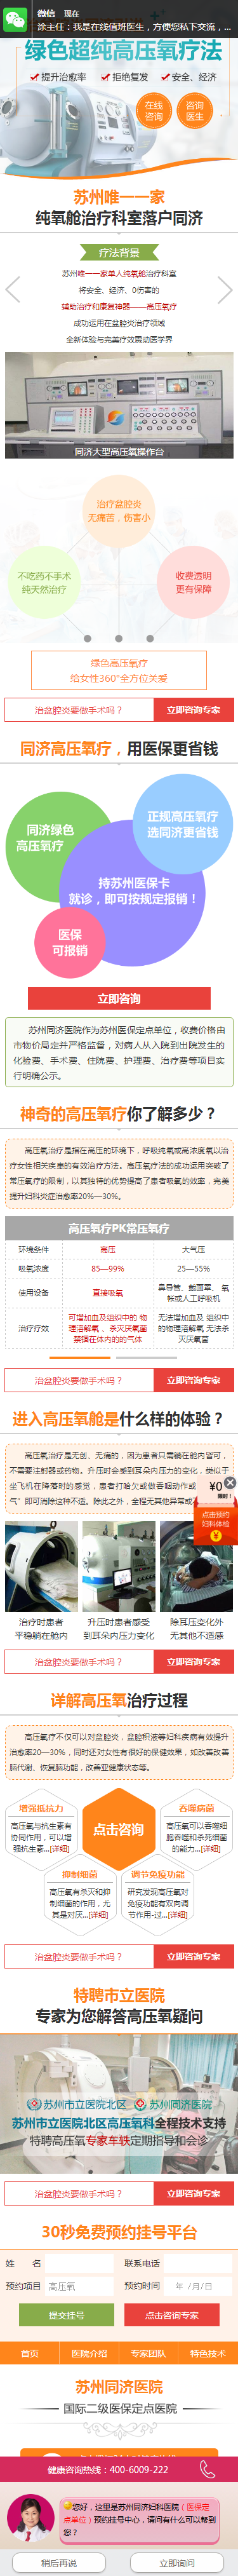 微信 现在
涂主任：我是在线值班医生，方便您私下交流，...
绿色超纯高压氧疗法
提升治愈率 拒绝复发 安全、经济
在线
咨询
咨询
医生
苏州唯一一家
纯氧舱治疗科室落户同济
疗法背景
苏州唯一一家单人纯氧舱治疗科室
将安全、经济、0伤害的
辅助治疗和康复神器——高压氧疗
成功运用在盆腔炎治疗领域
全新体验与完美疗效震动医学界
同济大型高压氧操作台
治疗盆腔炎
无痛苦，伤害小
不吃药不手术
纯天然治疗
收费透明
更有保障
绿色高压氧疗
给女性360°全方位关爱
治盆腔炎要做手术吗？ 立即咨询专家
同济高压氧疗，用医保更省钱
同济绿色
高压氧疗
正规高压氧疗
选同济更省钱
持苏州医保卡
就诊，即可按规定报销！
医保
可报销
立即咨询
苏州同济医院作为苏州医保定点单位，收费价格由
市物价局定并严格监督，对病人从入院到出院发生的
化验费、手术费、住院费、护理费、治疗费等项目实
行明确公示。
神奇的高压氧疗你了解多少？
高压氧治疗是指在高压的环境下，呼吸纯氧或高浓度氧以治
疗女性相关疾患的有效治疗方法。高压氧疗法的成功运用突破了
常压氧疗的限制，以其独特的优势提高了患者吸氧的效率，完美
提升妇科炎症治愈率20%—30%。
高压氧疗PK常压氧疗
环境条件 高压 大气压
吸氧浓度 85—99% 25—55%
使用设备 直接吸氧 鼻导管、戴面罩、氧
帐或人工呼吸机
治疗疗效 可增加血及组织中的 物
理溶解氧 、杀灭厌氧菌
禁锢在体内的的气体 无法增加血及 组织中
的物理溶解氧 无法杀
灭厌氧菌
治盆腔炎要做手术吗？ 立即咨询专家
进入高压氧舱是什么样的体验？
高压氧治疗是无创、无痛的，因为患者只需躺在舱内皆可，
不需要注射器或药物。升压时会感到耳朵内压力的变化，类似于
坐飞机在降落时的感觉，患者打哈欠或做吞咽动作或
气”即可消除这种不适。除此之外，全程无其他异常或
¥0
限时！
点击预约
妇科体检
¥
治疗时患者
平稳躺在舱内
升压时患者感受
到耳朵内压力变化
除耳压变化外
无其他不适感
治盆腔炎要做手术吗？ 立即咨询专家
详解高压氧治疗过程
高压氧疗不仅可以对盆腔炎，盆腔积液等妇科疾病有效提升
治愈率20—30%，同时还对女性有很好的保健效果，如改善改善
脑代谢、恢复脑功能，改善亚健康状态等。
增强抵抗力
高压氧与抗生素有
协同作用，可以增
强抗生素...[详细]
点击咨询
吞噬病菌
高压氧可以吞噬细
胞吞噬和杀死细菌
的能力...[详细]
抑制细菌
高压氧有杀灭和抑
制细菌的作用，尤
其是对厌...[详细]
调节免疫功能
研究发现高压氧对
免疫功能有双向调
节作用-过...[详细]
治盆腔炎要做手术吗？ 立即咨询专家
特聘市立医院
专家为您解答高压氧疑问
苏州市立医院北区 苏州同济医院
苏州市立医院北区高压氧科全程技术支持
特聘高压氧专家车轶定期指导和会诊
治盆腔炎要做手术吗？ 立即咨询专家
30秒免费预约挂号平台
姓 名 联系电话
预约项目 高压氧 预约时间 年 /月/日
提交挂号 点击咨询专家
首页 医院介绍 专家团队 特色技术
苏州同济医院
国际二级医保定点医院
健康咨询热线：400-6009-222
您好，这里是苏州同济妇科医院（医保定
点单位）预约挂号中心，请问有什么可以帮到
您？
稍后再说 立即询问